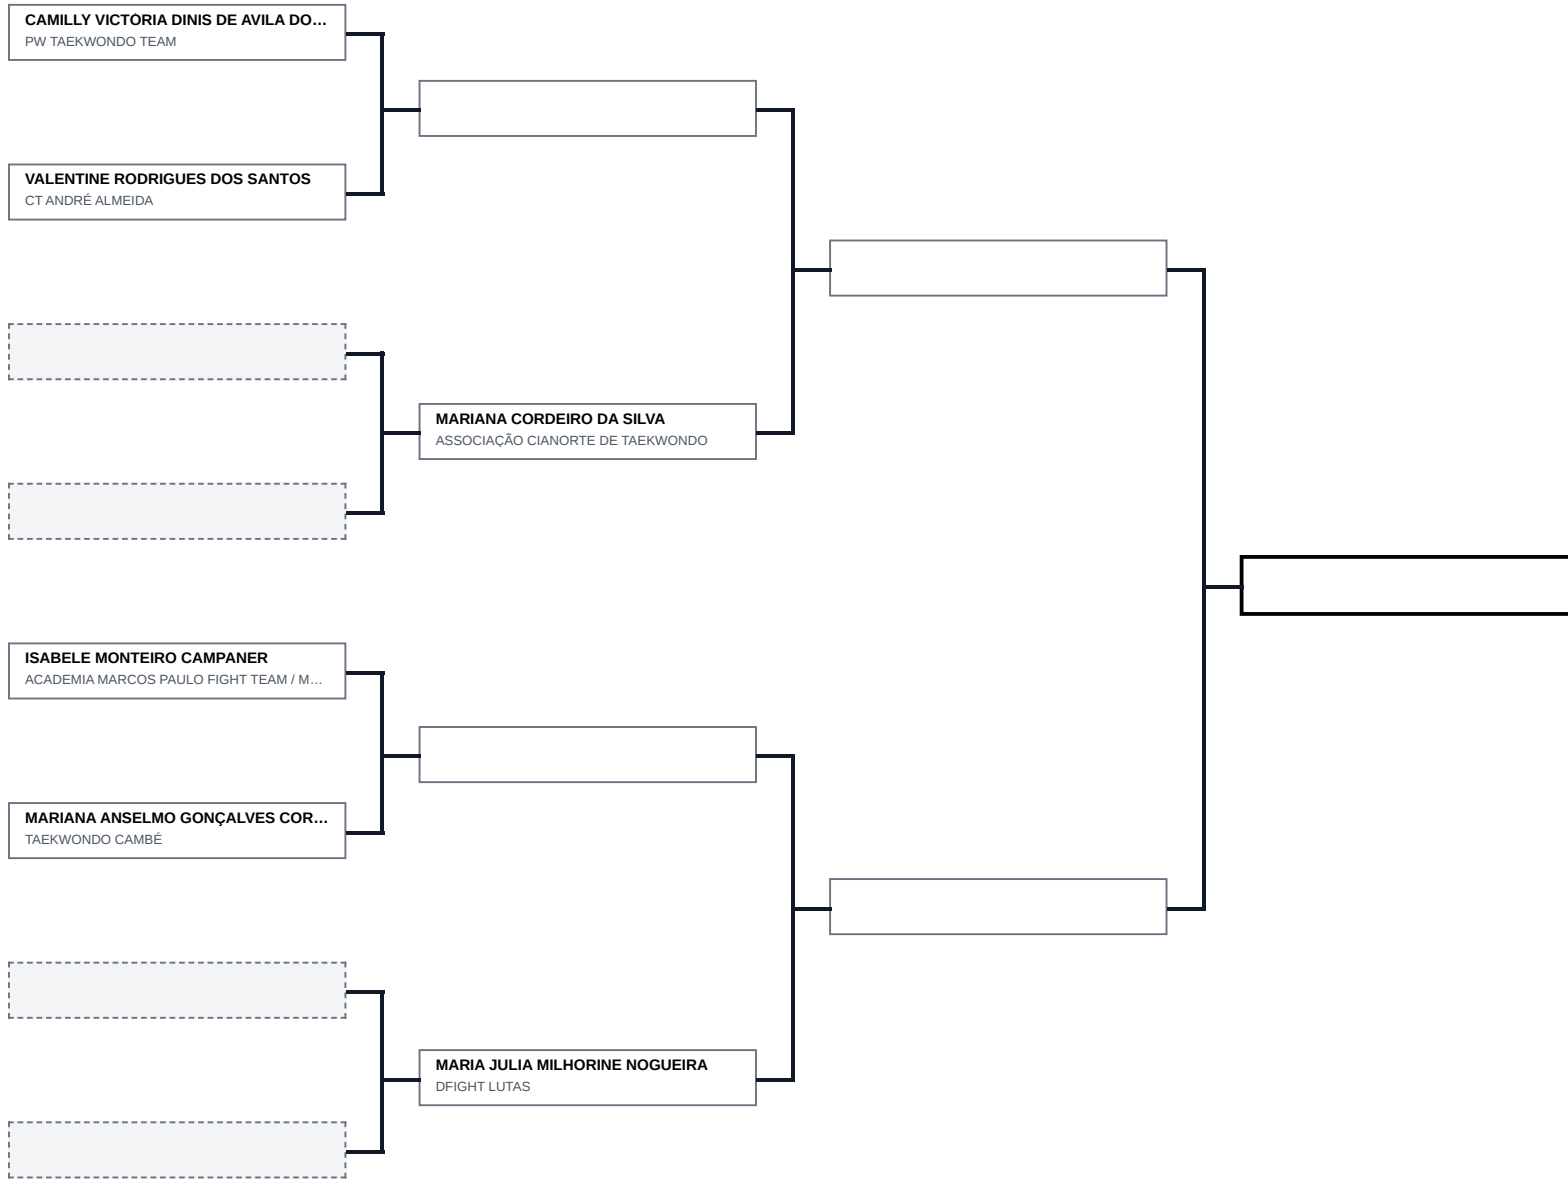 CAMILLY VICTÓRIA DINIS DE AVILA DO…
PW TAEKWONDO TEAM
VALENTINE RODRIGUES DOS SANTOS
CT ANDRÉ ALMEIDA
MARIANA CORDEIRO DA SILVA
ASSOCIAÇÃO CIANORTE DE TAEKWONDO
ISABELE MONTEIRO CAMPANER
ACADEMIA MARCOS PAULO FIGHT TEAM / M…
MARIANA ANSELMO GONÇALVES COR…
TAEKWONDO CAMBÉ
MARIA JULIA MILHORINE NOGUEIRA
DFIGHT LUTAS